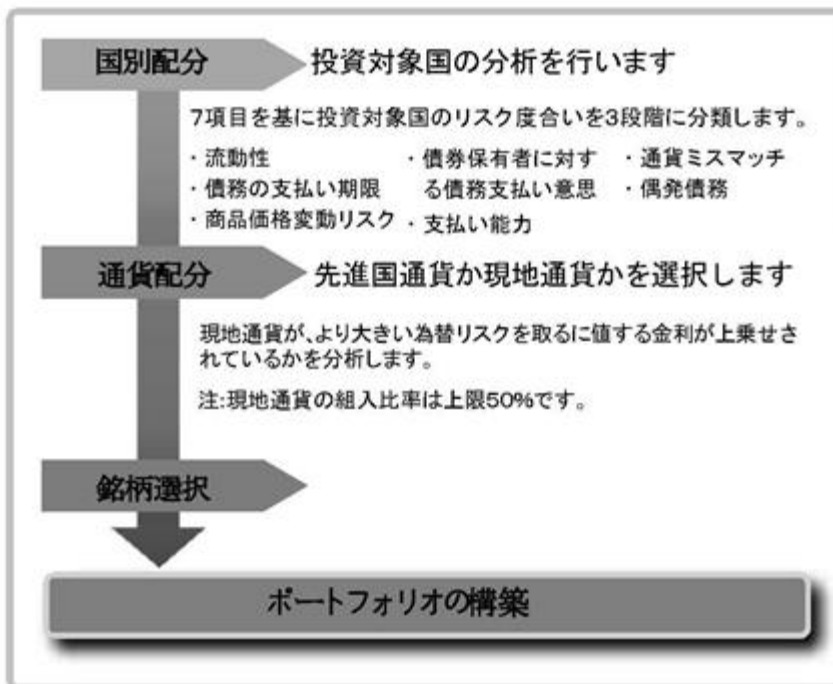 国別配分
投資対象国の分析を行います
7項目を基に投資対象国のリスク度合いを3段階に分類します。
・流動性
・債務の支払い期限
・商品価格変動リスク
・債券保有者に対す
る債務支払い意思
・支払い能力
・通貨ミスマッチ
・偶発債務
通貨配分
先進国通貨か現地通貨かを選択します
現地通貨が、より大きい為替リスクを取るに値する金利が上乗せさ
れているかを分析します。
注:現地通貨の組入比率は上限50%です。
銘柄選択
ポートフォリオの構築